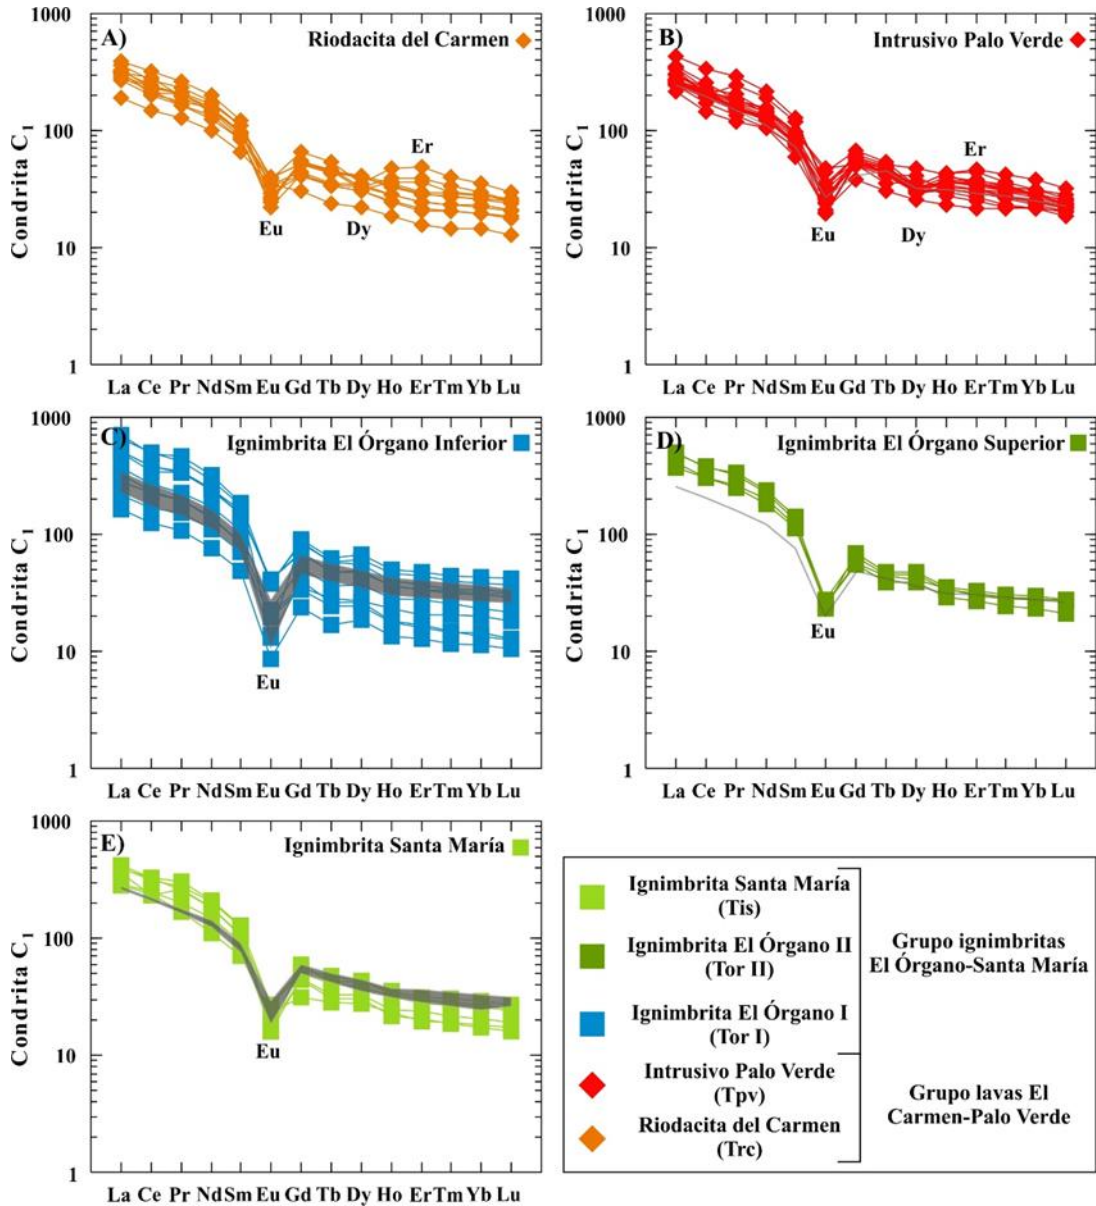 A)
Riodacita del Carmen
1000
100
10
1
Condrita C1
Er
Eu
Dy
La Ce Pr Nd Sm Eu Gd Tb Dy Ho Er Tm Yb Lu
B)
Intrusivo Palo Verde
1000
100
10
1
Condrita C1
Er
Eu
Dy
La Ce Pr Nd Sm Eu Gd Tb Dy Ho Er Tm Yb Lu
C)
Ignimbrita El Órgano Inferior
1000
100
10
1
Condrita C1
Eu
La Ce Pr Nd Sm Eu Gd Tb Dy Ho Er Tm Yb Lu
D)
Ignimbrita El Órgano Superior
1000
100
10
1
Condrita C1
Eu
La Ce Pr Nd Sm Eu Gd Tb Dy Ho Er Tm Yb Lu
E)
Ignimbrita Santa María
1000
100
10
1
Condrita C1
Eu
La Ce Pr Nd Sm Eu Gd Tb Dy Ho Er Tm Yb Lu
Ignimbrita Santa María
(Tis)
Ignimbrita El Órgano II
(Tor II)
Ignimbrita El Órgano I
(Tor I)
Grupo ignimbritas
El Órgano-Santa María
Intrusivo Palo Verde
(Tpv)
Riodacita del Carmen
(Trc)
Grupo lavas El
Carmen-Palo Verde